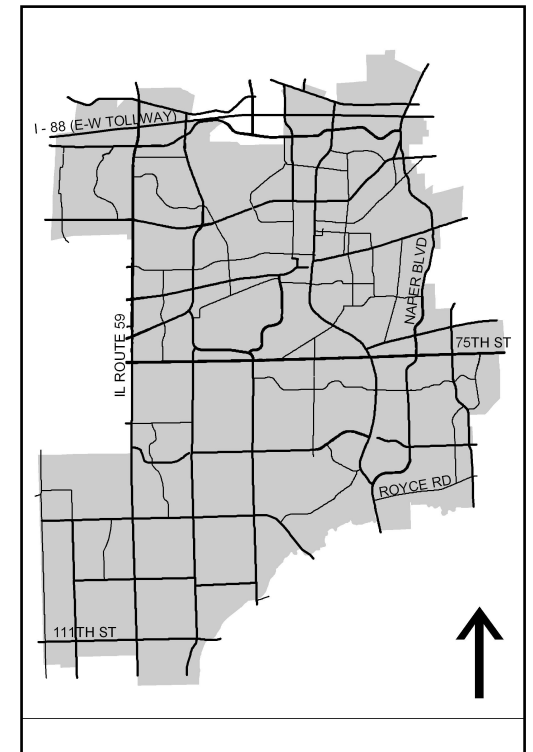 I - 88 (E-W TOLLWAY)
NAPER BLVD
IL ROUTE 59
75TH ST
ROYCE RD
111TH ST